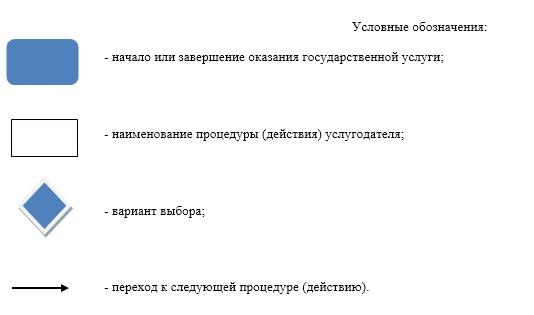 Условные обозначения:
- начало или завершение оказания государственной услуги;
- наименование процедуры (действия) услугодателя;
- вариант выбора;
- переход к следующей процедуре (действию).